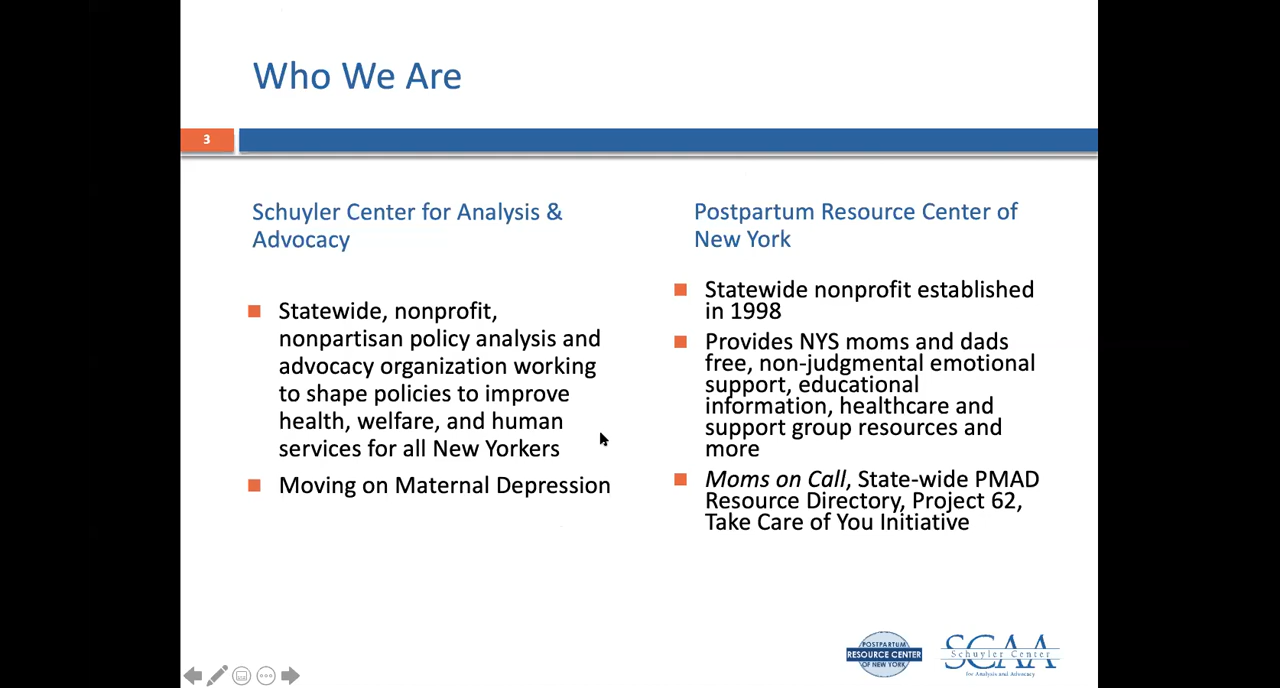 Who We Are
3
Schuyler Center for Analysis &
Advocacy
Statewide, nonprofit,
nonpartisan policy analysis and
advocacy organization working
to shape policies to improve
health, welfare, and human
services for all New Yorkers
Moving on Maternal Depression
Postpartum Resource Center of
New York
Statewide nonprofit established
in 1998
Provides NYS moms and dads
free, non-judgmental emotional
support, educational
information, healthcare and
support group resources and
more
Moms on Call, State-wide PMAD
Resource Directory, Project 62,
Take Care of You Initiative
POSTPARTUM
RESOURCE CENTER
OF NEW YORK
SCAA
Schuyler Center
for Analysis and Advocacy